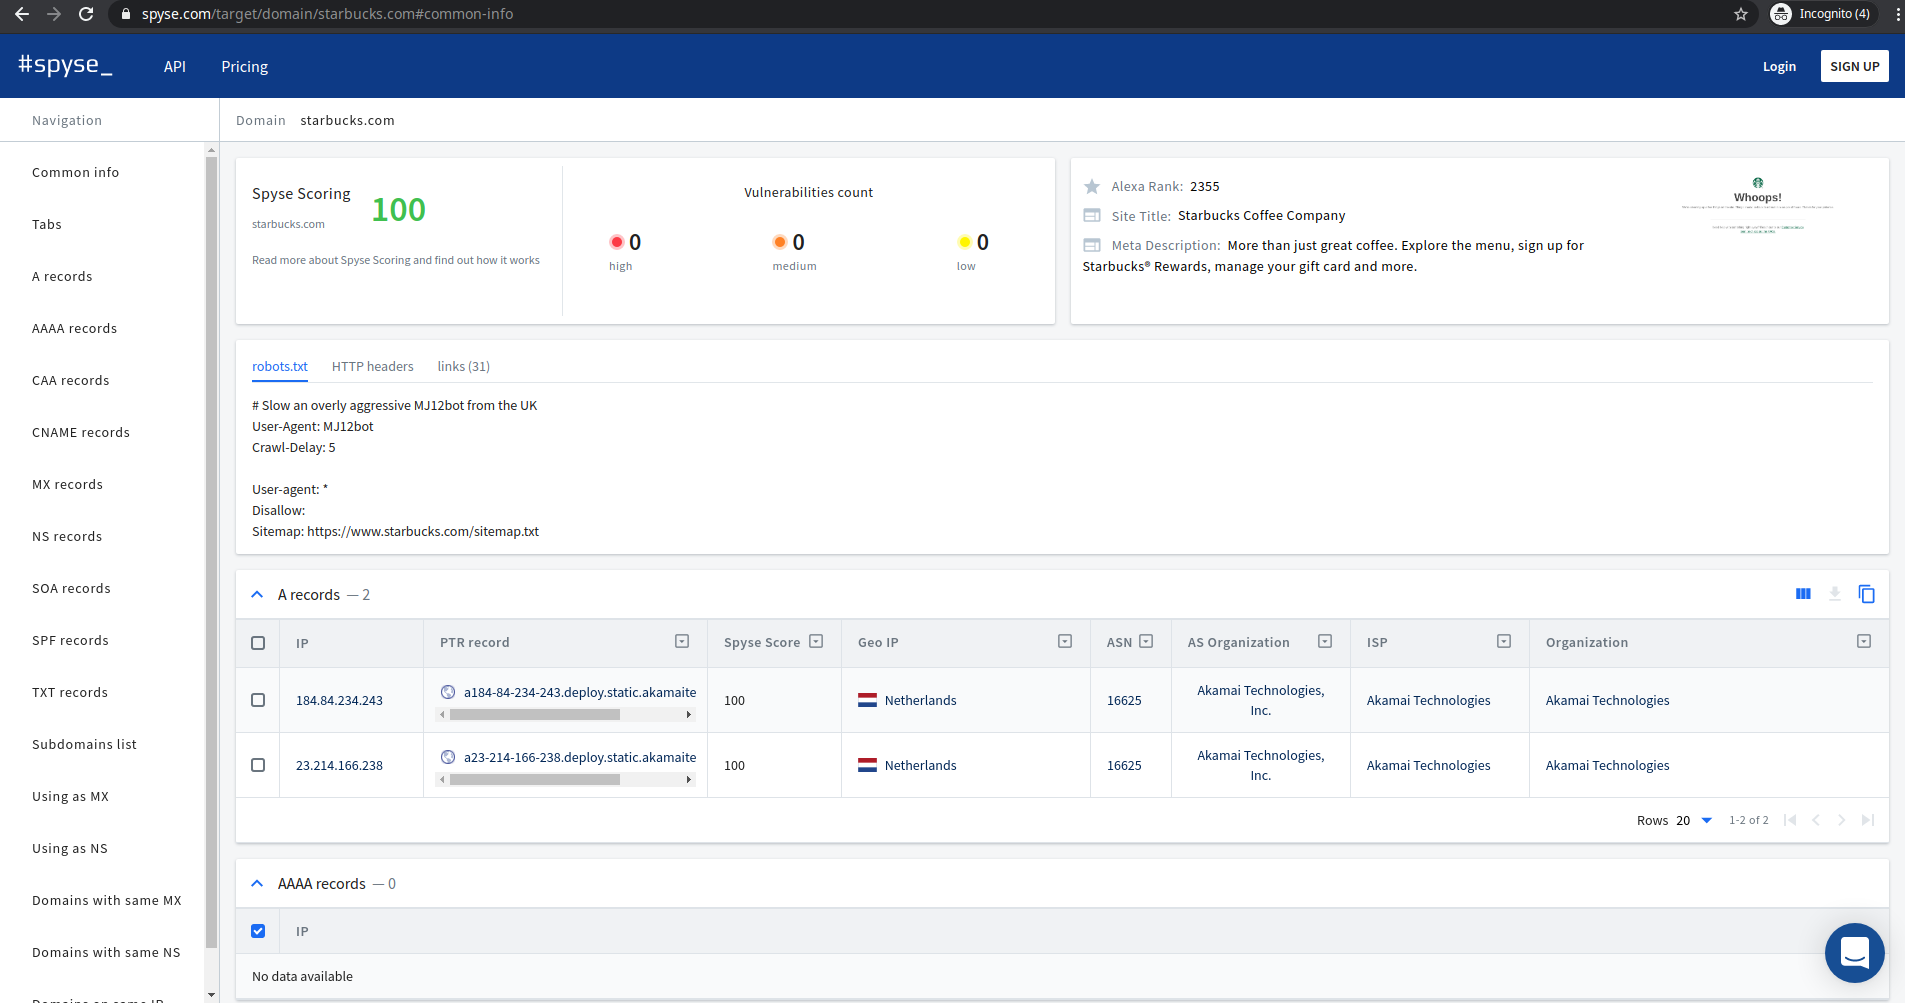 spyse.com/target/domain/starbucks.com#common-info
Incognito (4)
#spyse_
API
Pricing
Login
SIGN UP
Navigation
Common info
Tabs
A records
AAAA records
CAA records
CNAME records
MX records
NS records
SOA records
SPF records
TXT records
Subdomains list
Using as MX
Using as NS
Domains with same MX
Domains with same NS
Domain starbucks.com
Spyse Scoring
100
starbucks.com
Read more about Spyse Scoring and find out how it works
Vulnerabilities count
0
high
0
medium
0
low
Alexa Rank: 2355
Site Title: Starbucks Coffee Company
Meta Description: More than just great coffee. Explore the menu, sign up for
Starbucks® Rewards, manage your gift card and more.
Whoops!
robots.txt
HTTP headers
links (31)
# Slow an overly aggressive MJ12bot from the UK
User-Agent: MJ12bot
Crawl-Delay: 5
User-agent: *
Disallow:
Sitemap: https://www.starbucks.com/sitemap.txt
A records — 2
IP
PTR record
Spyse Score
Geo IP
ASN
AS Organization
ISP
Organization
184.84.234.243
a184-84-234-243.deploy.static.akamaite
100
Netherlands
16625
Akamai Technologies,
Inc.
Akamai Technologies
Akamai Technologies
23.214.166.238
a23-214-166-238.deploy.static.akamaite
100
Netherlands
16625
Akamai Technologies,
Inc.
Akamai Technologies
Akamai Technologies
Rows 20
1-2 of 2
AAAA records — 0
IP
No data available